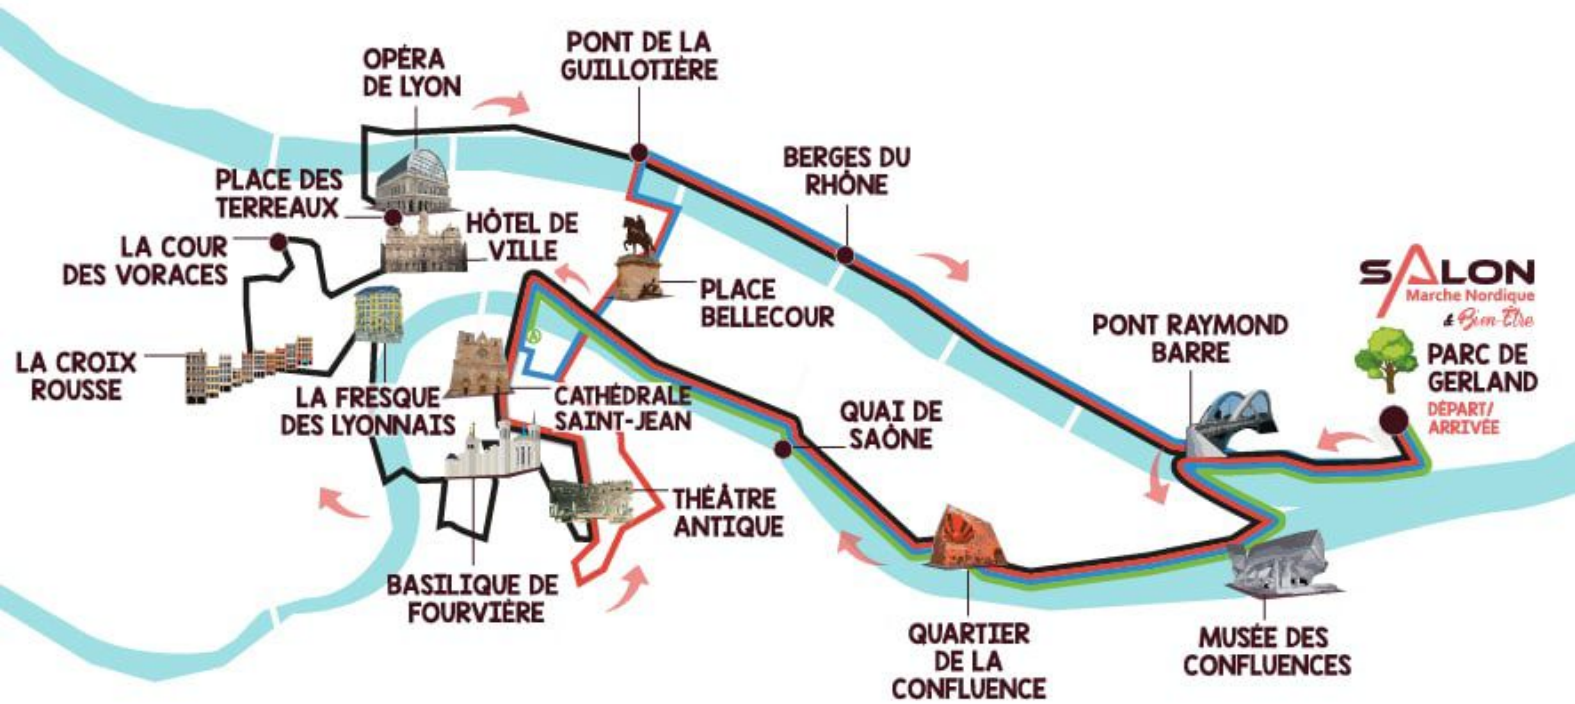 OPÉRA
DE LYON
PONT DE LA
GUILLOTIÈRE
BERGES DU
RHÔNE
PLACE DES
TERREAUX
HÔTEL DE
VILLE
LA COUR
DES VORACES
PLACE
BELLECOUR
SALON
Marche Nordique
& Bien-Être
PONT RAYMOND
BARRE
PARC DE
GERLAND
DÉPART/
ARRIVÉE
LA CROIX
ROUSSE
LA FRESQUE
DES LYONNAIS
CATHÉDRALE
SAINT-JEAN
QUAI DE
SAÔNE
THÉÂTRE
ANTIQUE
BASILIQUE DE
FOURVIÈRE
QUARTIER
DE LA
CONFLUENCE
MUSÉE DES
CONFLUENCES